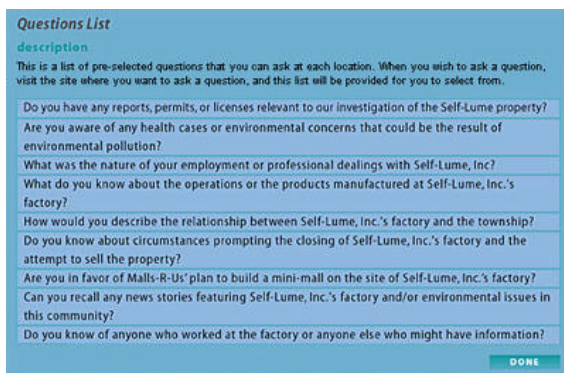 Questions List
description
This is a list of pre-selected questions that you can ask at each location. When you wish to ask a question,
visit the site where you want to ask a question, and this list will be provided for you to select from.
Do you have any reports, permits, or licenses relevant to our investigation of the Self-Lume property?
Are you aware of any health cases or environmental concerns that could be the result of
environmental pollution?
What was the nature of your employment or professional dealings with Self-Lume, Inc?
What do you know about the operations or the products manufactured at Self-Lume, Inc.'s
factory?
How would you describe the relationship between Self-Lume, Inc.'s factory and the township?
Do you know about circumstances prompting the closing of Self-Lume, Inc.'s factory and the
attempt to sell the property?
Are you in favor of Malls-R-Us' plan to build a mini-mall on the site of Self-Lume, Inc.'s factory?
Can you recall any news stories featuring Self-Lume, Inc.'s factory and/or environmental issues in
this community?
Do you know of anyone who worked at the factory or anyone else who might have information?
DONE